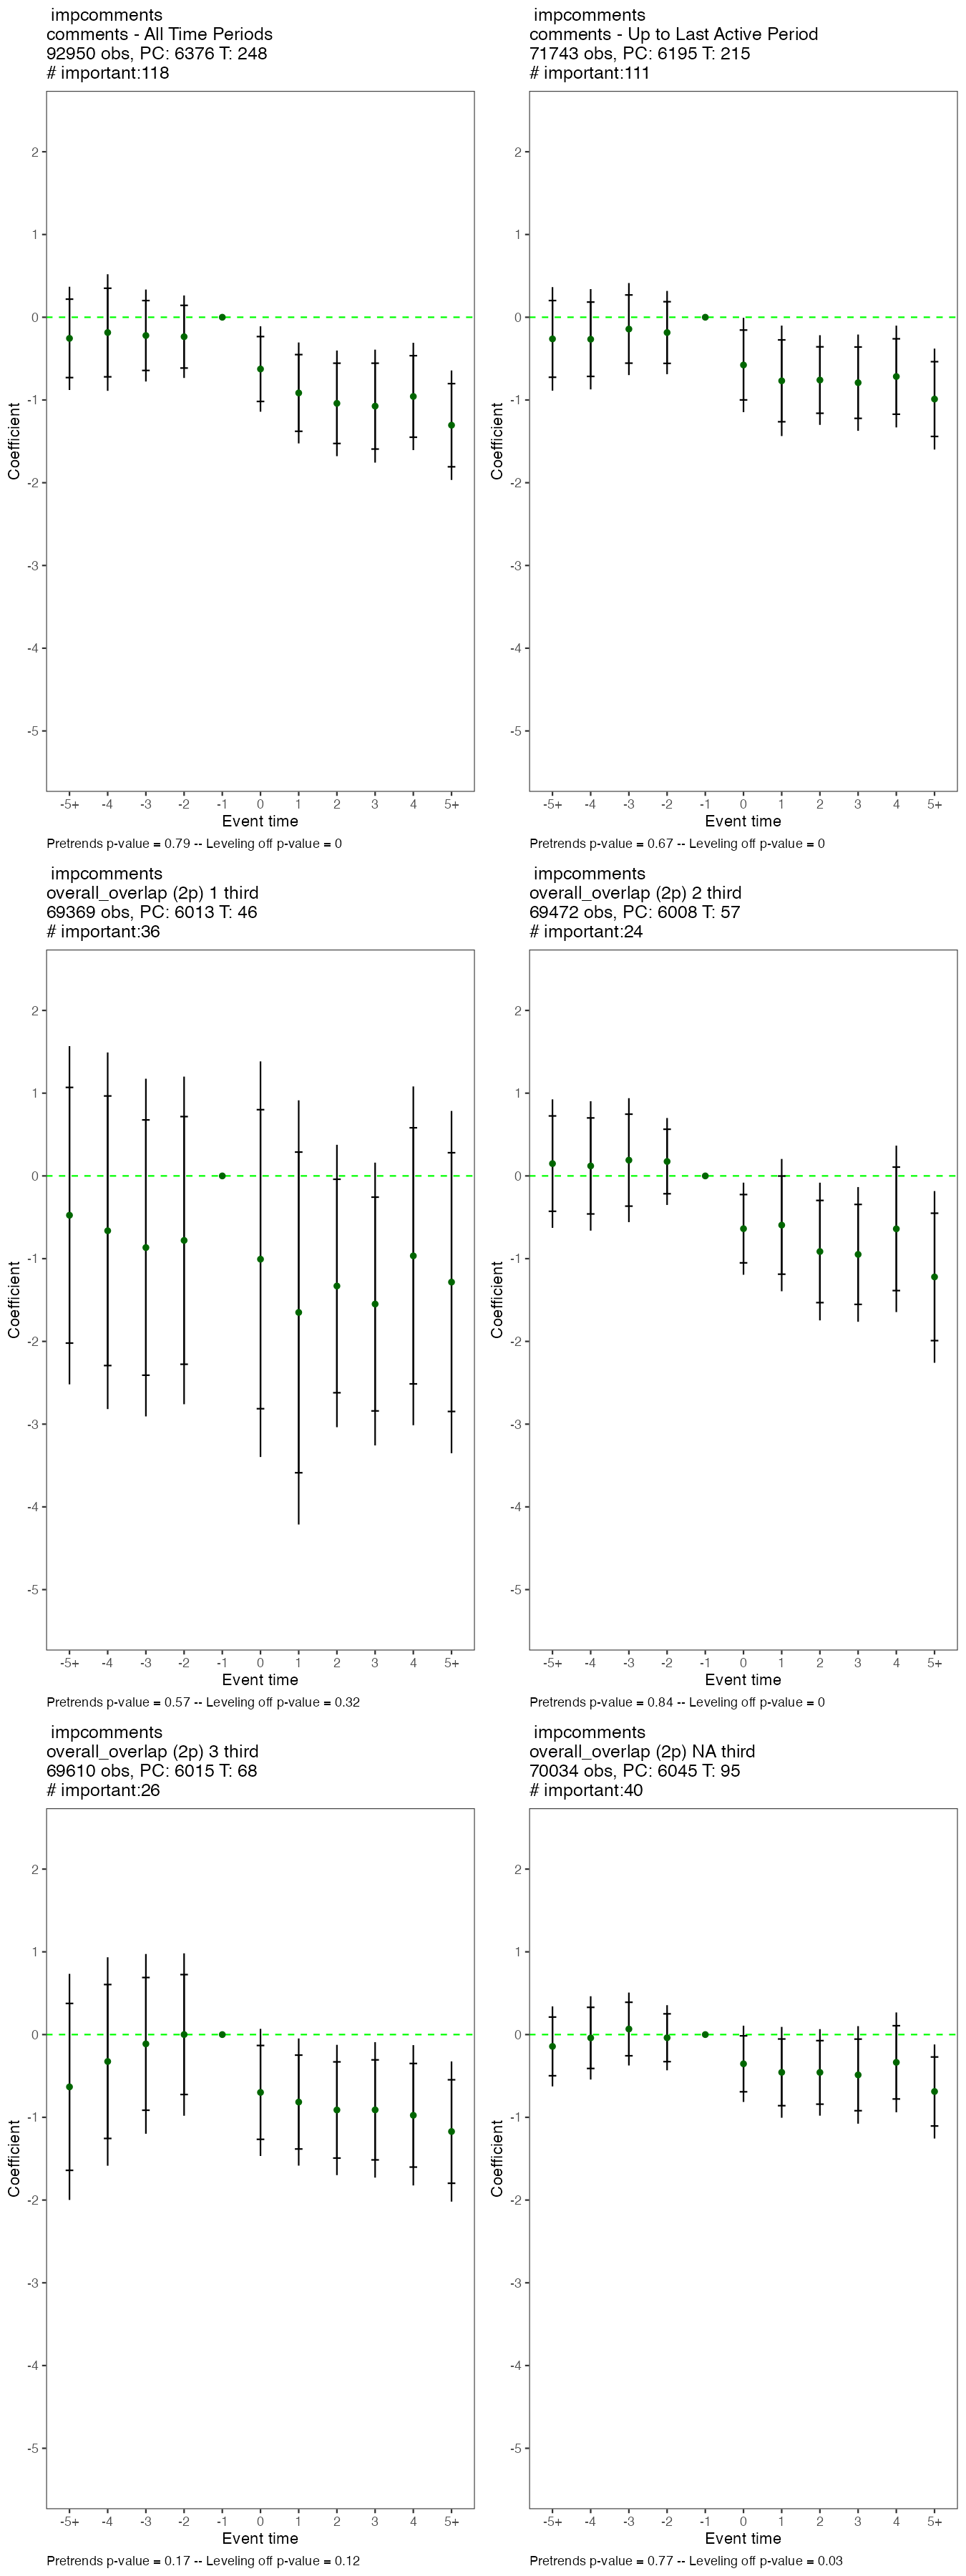 impcomments
comments - All Time Periods
92950 obs, PC: 6376 T: 248
# important:118
2
1
0
-1
-2
-3
-4
-5
Coefficient
-5+ -4 -3 -2 -1 0 1 2 3 4 5+
Event time
Pretrends p-value = 0.79 -- Leveling off p-value = 0
impcomments
comments - Up to Last Active Period
71743 obs, PC: 6195 T: 215
# important:111
2
1
0
-1
-2
-3
-4
-5
Coefficient
-5+ -4 -3 -2 -1 0 1 2 3 4 5+
Event time
Pretrends p-value = 0.67 -- Leveling off p-value = 0
impcomments
overall_overlap (2p) 1 third
69369 obs, PC: 6013 T: 46
# important:36
2
1
0
-1
-2
-3
-4
-5
Coefficient
-5+ -4 -3 -2 -1 0 1 2 3 4 5+
Event time
Pretrends p-value = 0.57 -- Leveling off p-value = 0.32
impcomments
overall_overlap (2p) 2 third
69472 obs, PC: 6008 T: 57
# important:24
2
1
0
-1
-2
-3
-4
-5
Coefficient
-5+ -4 -3 -2 -1 0 1 2 3 4 5+
Event time
Pretrends p-value = 0.84 -- Leveling off p-value = 0
impcomments
overall_overlap (2p) 3 third
69610 obs, PC: 6015 T: 68
# important:26
2
1
0
-1
-2
-3
-4
-5
Coefficient
-5+ -4 -3 -2 -1 0 1 2 3 4 5+
Event time
Pretrends p-value = 0.17 -- Leveling off p-value = 0.12
impcomments
overall_overlap (2p) NA third
70034 obs, PC: 6045 T: 95
# important:40
2
1
0
-1
-2
-3
-4
-5
Coefficient
-5+ -4 -3 -2 -1 0 1 2 3 4 5+
Event time
Pretrends p-value = 0.77 -- Leveling off p-value = 0.03